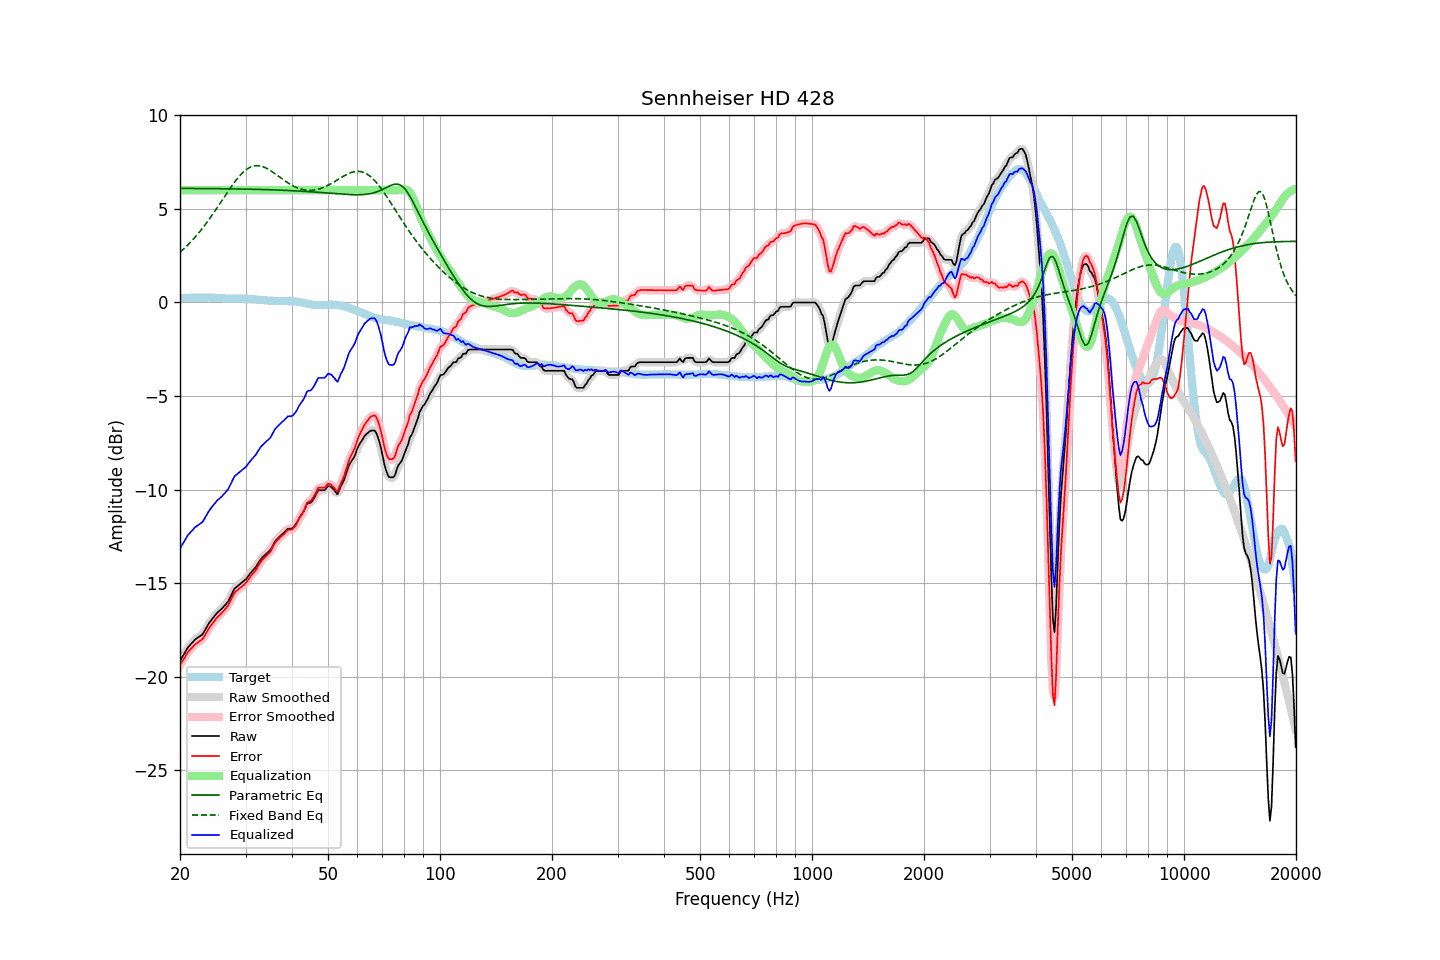 Sennheiser HD 428
10
5
0
−5
−10
−15
−20
−25
Amplitude (dBr)
Target
Raw Smoothed
Error Smoothed
Raw
Error
Equalization
Parametric Eq
Fixed Band Eq
Equalized
20 50 100 200 500 1000 2000 5000 10000 20000
Frequency (Hz)